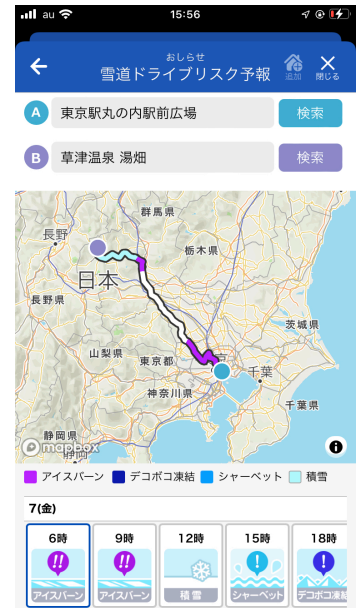 au 15:56
おしらせ
雪道ドライブリスク予報
追加 閉じる
A 東京駅丸の内駅前広場 検索
B 草津温泉 湯畑 検索
群馬県
長野
栃木県
日本
長野県
茨城県
山梨県
東京都
千葉
神奈川県
千葉県
静岡県
静岡
mapbox
アイスバーン デコボコ凍結 シャーベット 積雪
7(金)
6時 9時 12時 15時 18時
アイスバーン アイスバーン 積雪 シャーベット デコボコ凍結